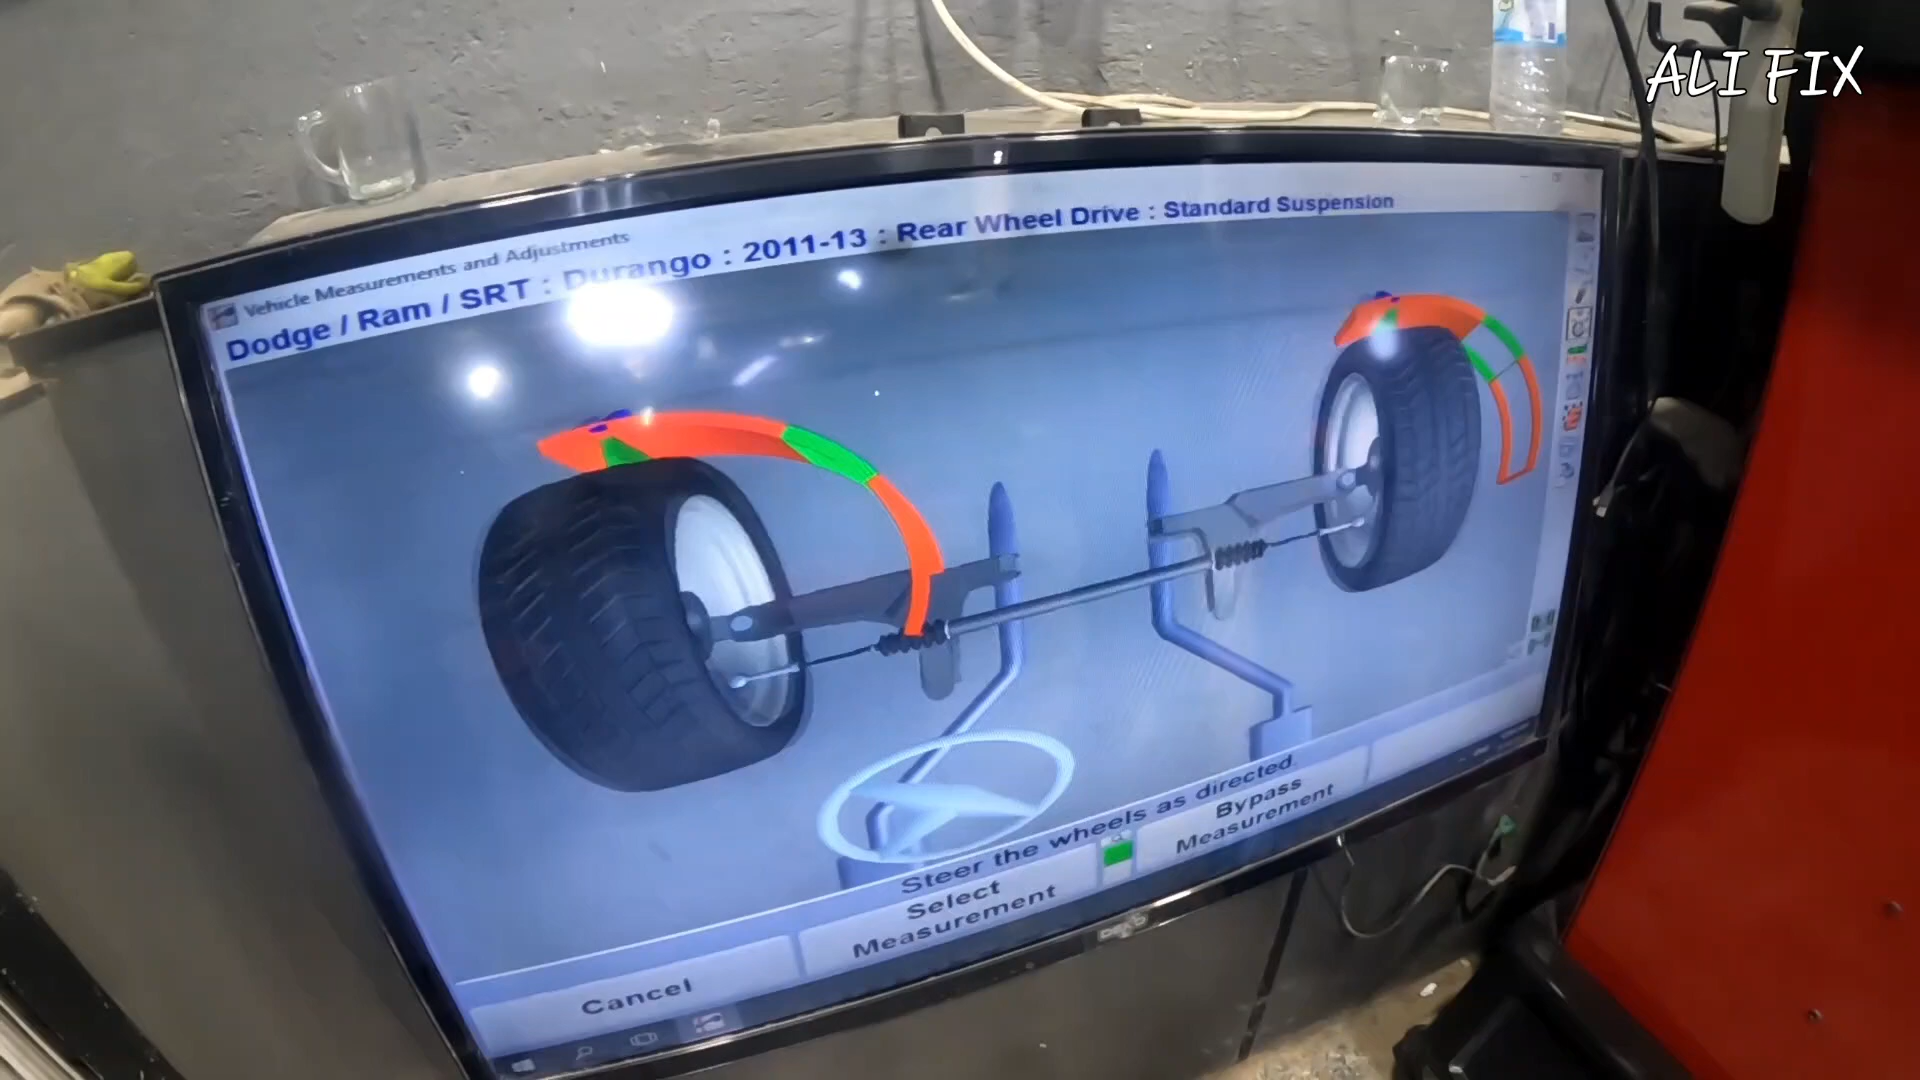 ALI FIX
Vehicle Measurements and Adjustments
Dodge / Ram / SRT : Durango : 2011-13 : Rear Wheel Drive : Standard Suspension
Steer the wheels as directed.
Cancel
Select
Measurement
Bypass
Measurement